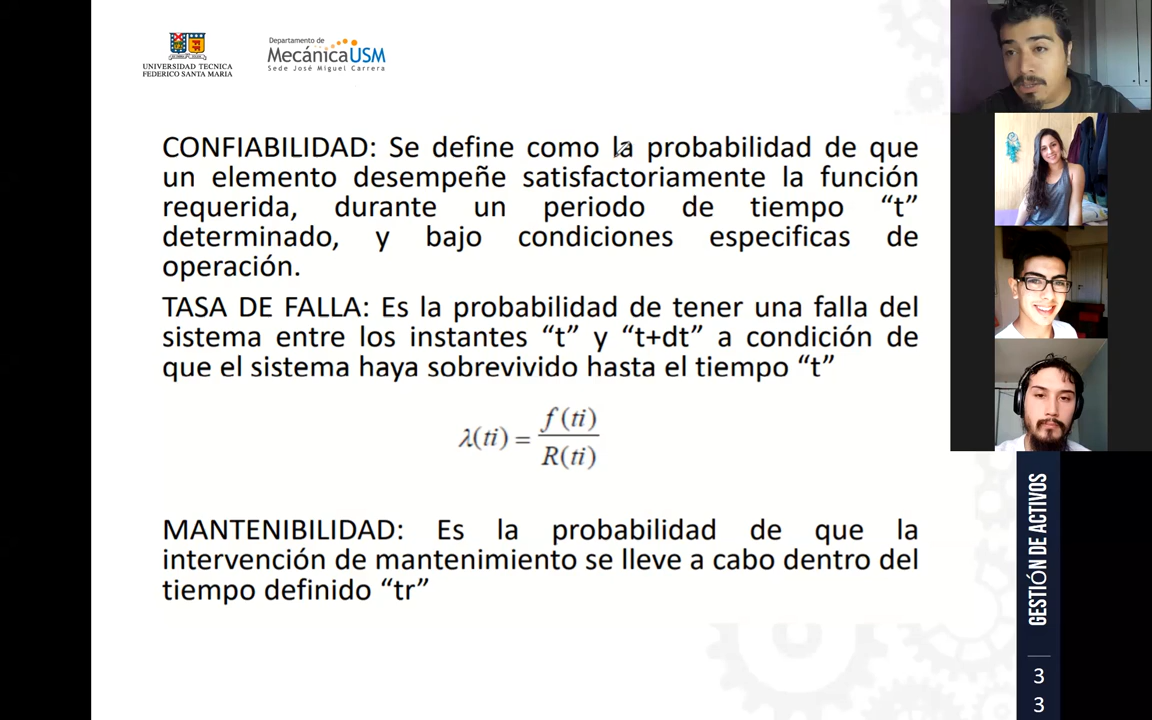 UNIVERSIDAD TECNICA
FEDERICO SANTA MARIA
Departamento de
MecánicaUSM
Sede José Miguel Carrera
CONFIABILIDAD: Se define como la probabilidad de que
un elemento desempeñe satisfactoriamente la función
requerida, durante un periodo de tiempo “t”
determinado, y bajo condiciones especificas de
operación.
TASA DE FALLA: Es la probabilidad de tener una falla del
sistema entre los instantes “t” y “t+dt” a condición de
que el sistema haya sobrevivido hasta el tiempo “t”
λ(ti) = f(ti) / R(ti)
MANTENIBILIDAD: Es la probabilidad de que la
intervención de mantenimiento se lleve a cabo dentro del
tiempo definido “tr”
GESTIÓN DE ACTIVOS
3
3